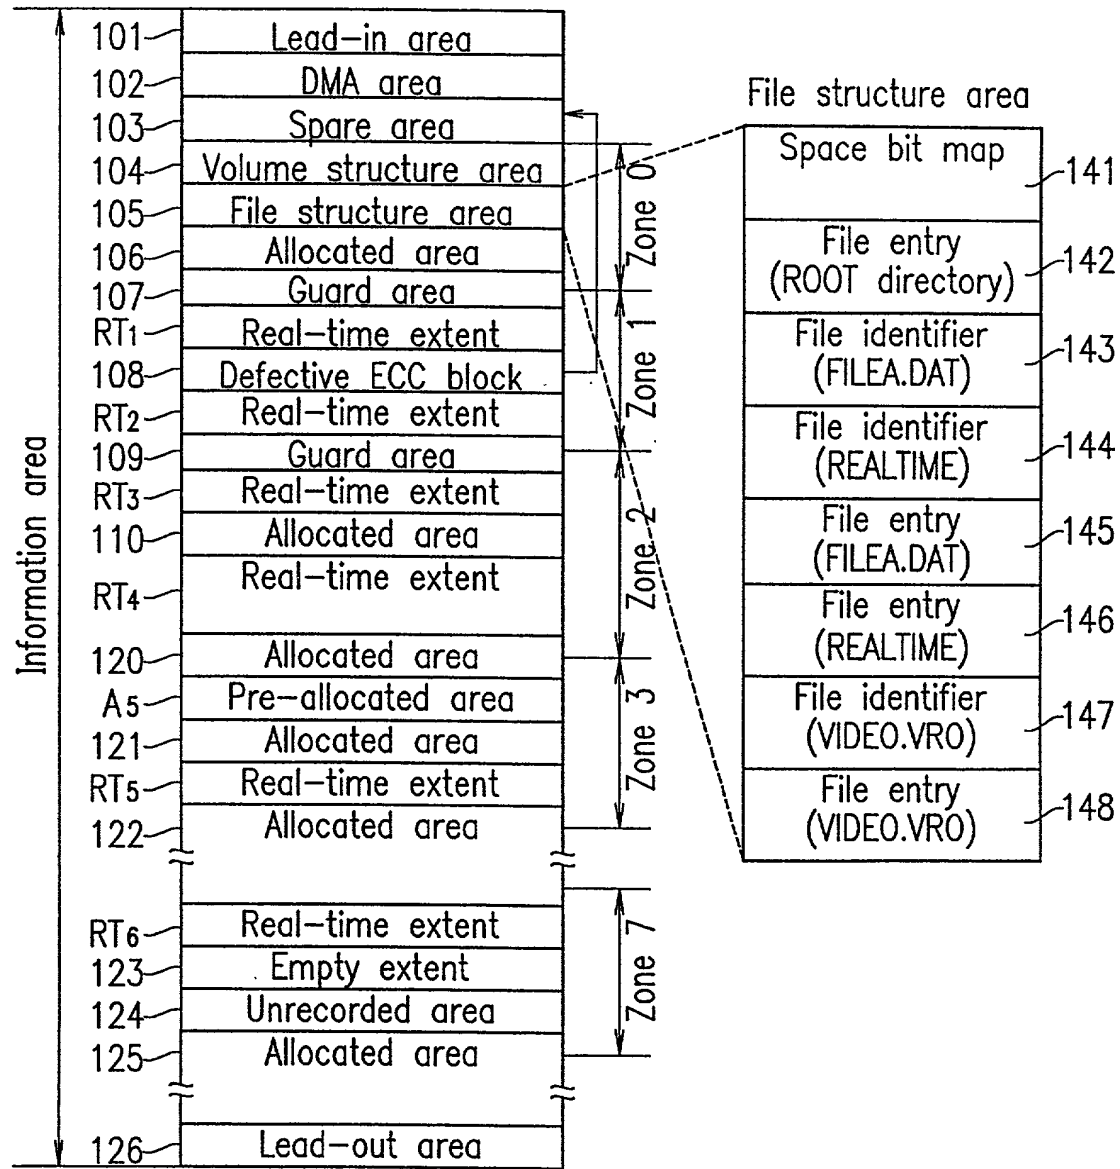 Information area
101 Lead-in area
102 DMA area
103 Spare area
104 Volume structure area
105 File structure area
106 Allocated area
107 Guard area
RT1 Real-time extent
108 Defective ECC block
RT2 Real-time extent
109 Guard area
RT3 Real-time extent
110 Allocated area
RT4 Real-time extent
120 Allocated area
A5 Pre-allocated area
121 Allocated area
RT5 Real-time extent
122 Allocated area
RT6 Real-time extent
123 Empty extent
124 Unrecorded area
125 Allocated area
126 Lead-out area
Zone 0
Zone 1
Zone 2
Zone 3
Zone 7
File structure area
Space bit map
141
File entry
(ROOT directory)
142
File identifier
(FILEA.DAT)
143
File identifier
(REALTIME)
144
File entry
(FILEA.DAT)
145
File entry
(REALTIME)
146
File identifier
(VIDEO.VRO)
147
File entry
(VIDEO.VRO)
148